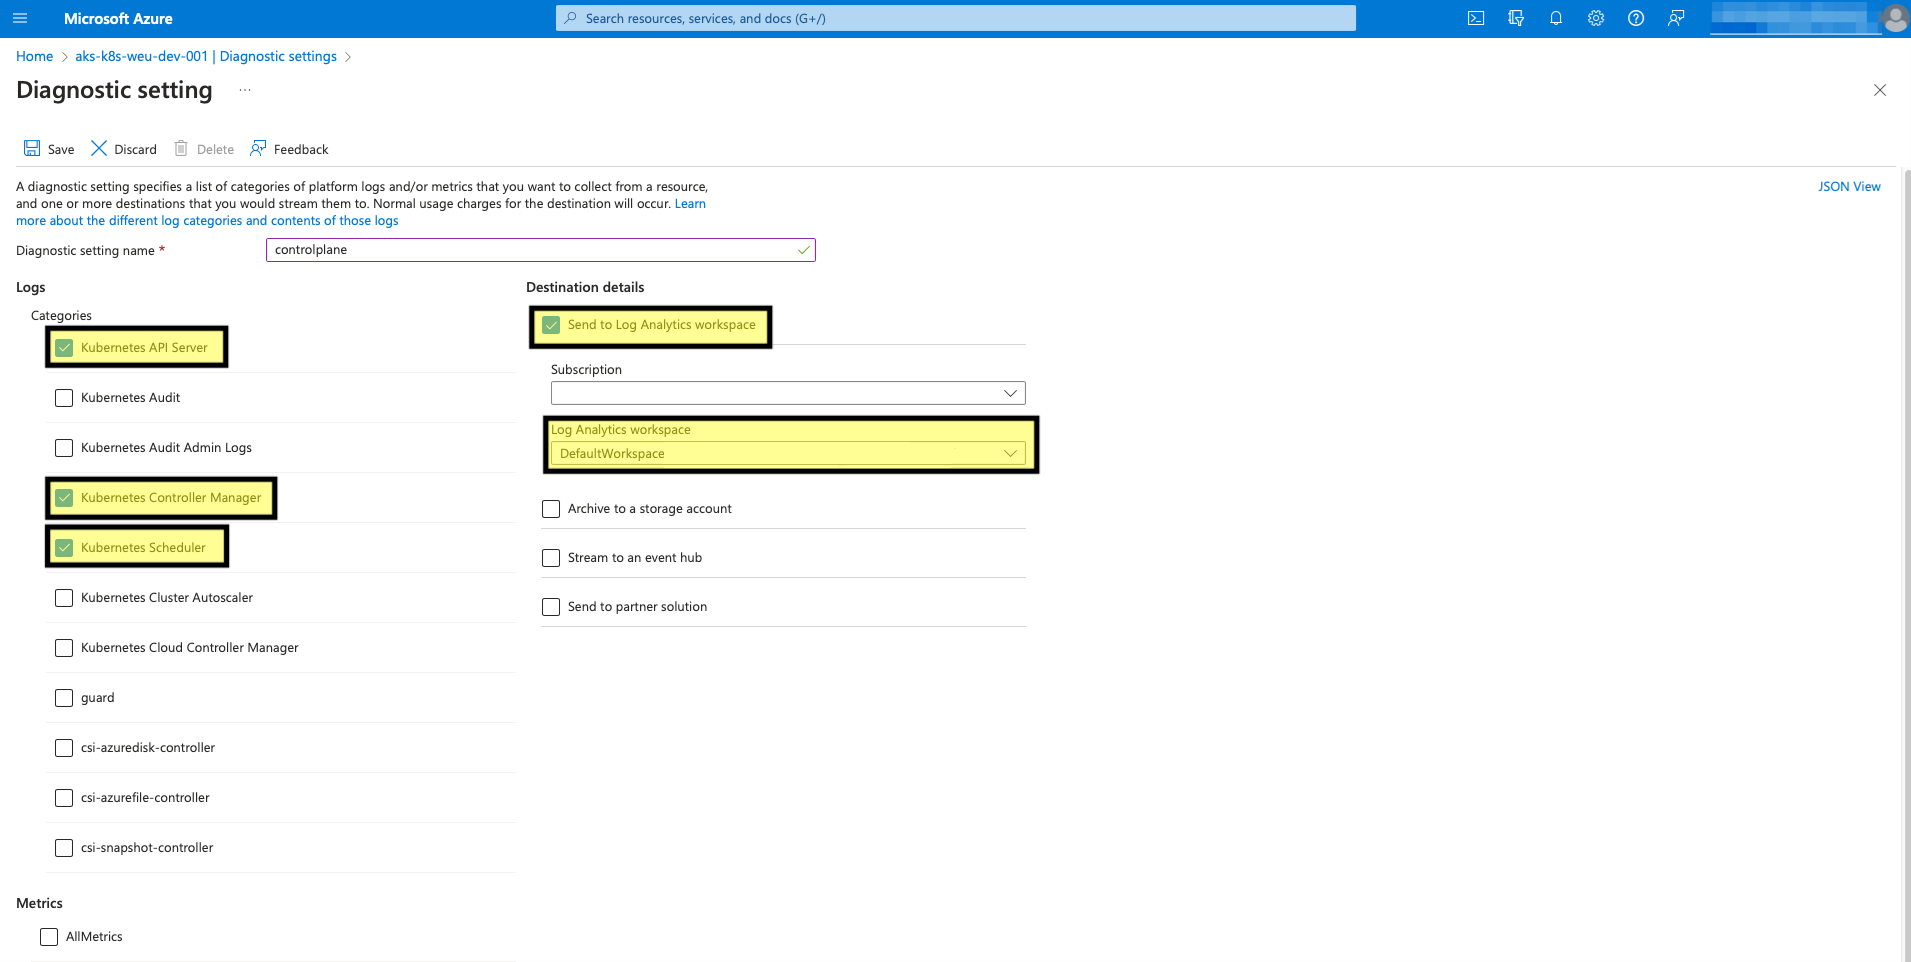 Microsoft Azure
Search resources, services, and docs (G+/)
Home
aks-k8s-weu-dev-001 | Diagnostic settings
Diagnostic setting
...
Save
Discard
Delete
Feedback
A diagnostic setting specifies a list of categories of platform logs and/or metrics that you want to collect from a resource,
and one or more destinations that you would stream them to. Normal usage charges for the destination will occur. Learn
more about the different log categories and contents of those logs
JSON View
Diagnostic setting name *
controlplane
Logs
Categories
Kubernetes API Server
Kubernetes Audit
Kubernetes Audit Admin Logs
Kubernetes Controller Manager
Kubernetes Scheduler
Kubernetes Cluster Autoscaler
Kubernetes Cloud Controller Manager
guard
csi-azuredisk-controller
csi-azurefile-controller
csi-snapshot-controller
Metrics
AllMetrics
Destination details
Send to Log Analytics workspace
Subscription
Log Analytics workspace
DefaultWorkspace
Archive to a storage account
Stream to an event hub
Send to partner solution